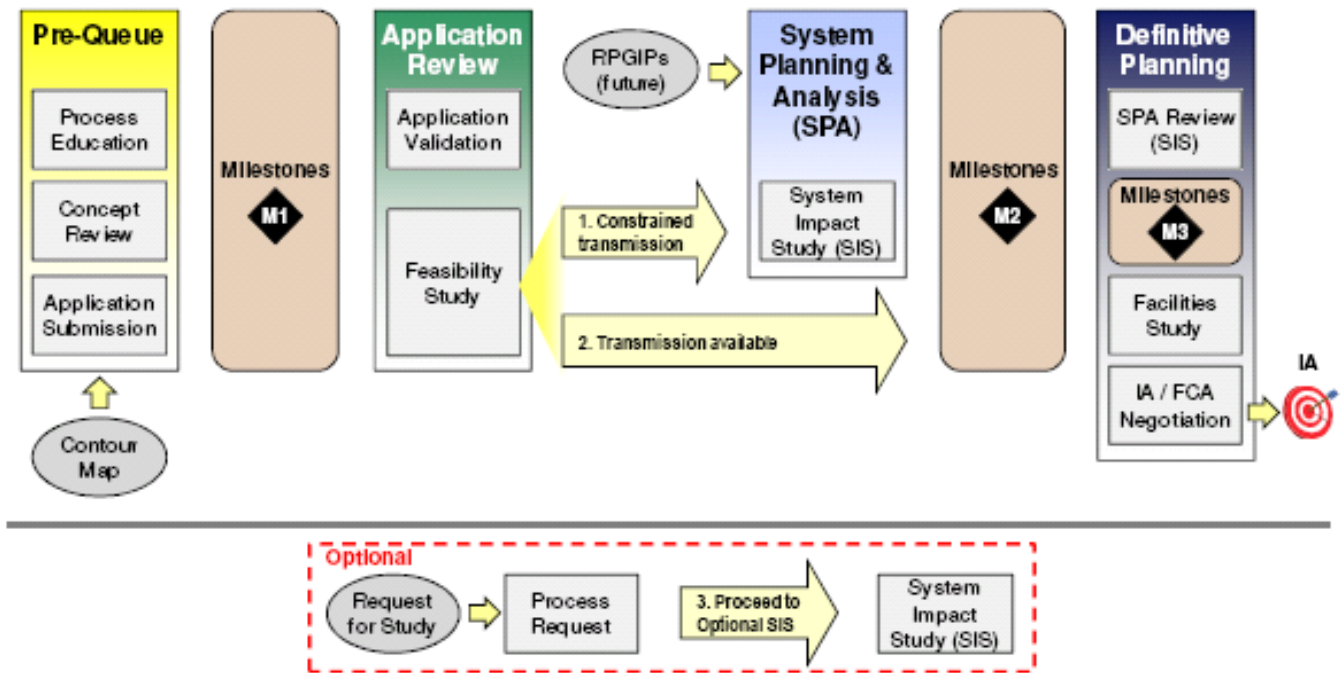 Pre-Queue
Process
Education
Concept
Review
Application
Submission
Contour
Map
Milestones
M1
Application
Review
Application
Validation
Feasibility
Study
RPGIPs
(future)
1. Constrained
transmission
2. Transmission available
System
Planning &
Analysis
(SPA)
System
Impact
Study (SIS)
Milestones
M2
Definitive
Planning
SPA Review
(SIS)
Milestones
M3
Facilities
Study
IA / FCA
Negotiation
IA
Optional
Request
for Study
Process
Request
3. Proceed to
Optional SIS
System
Impact
Study (SIS)